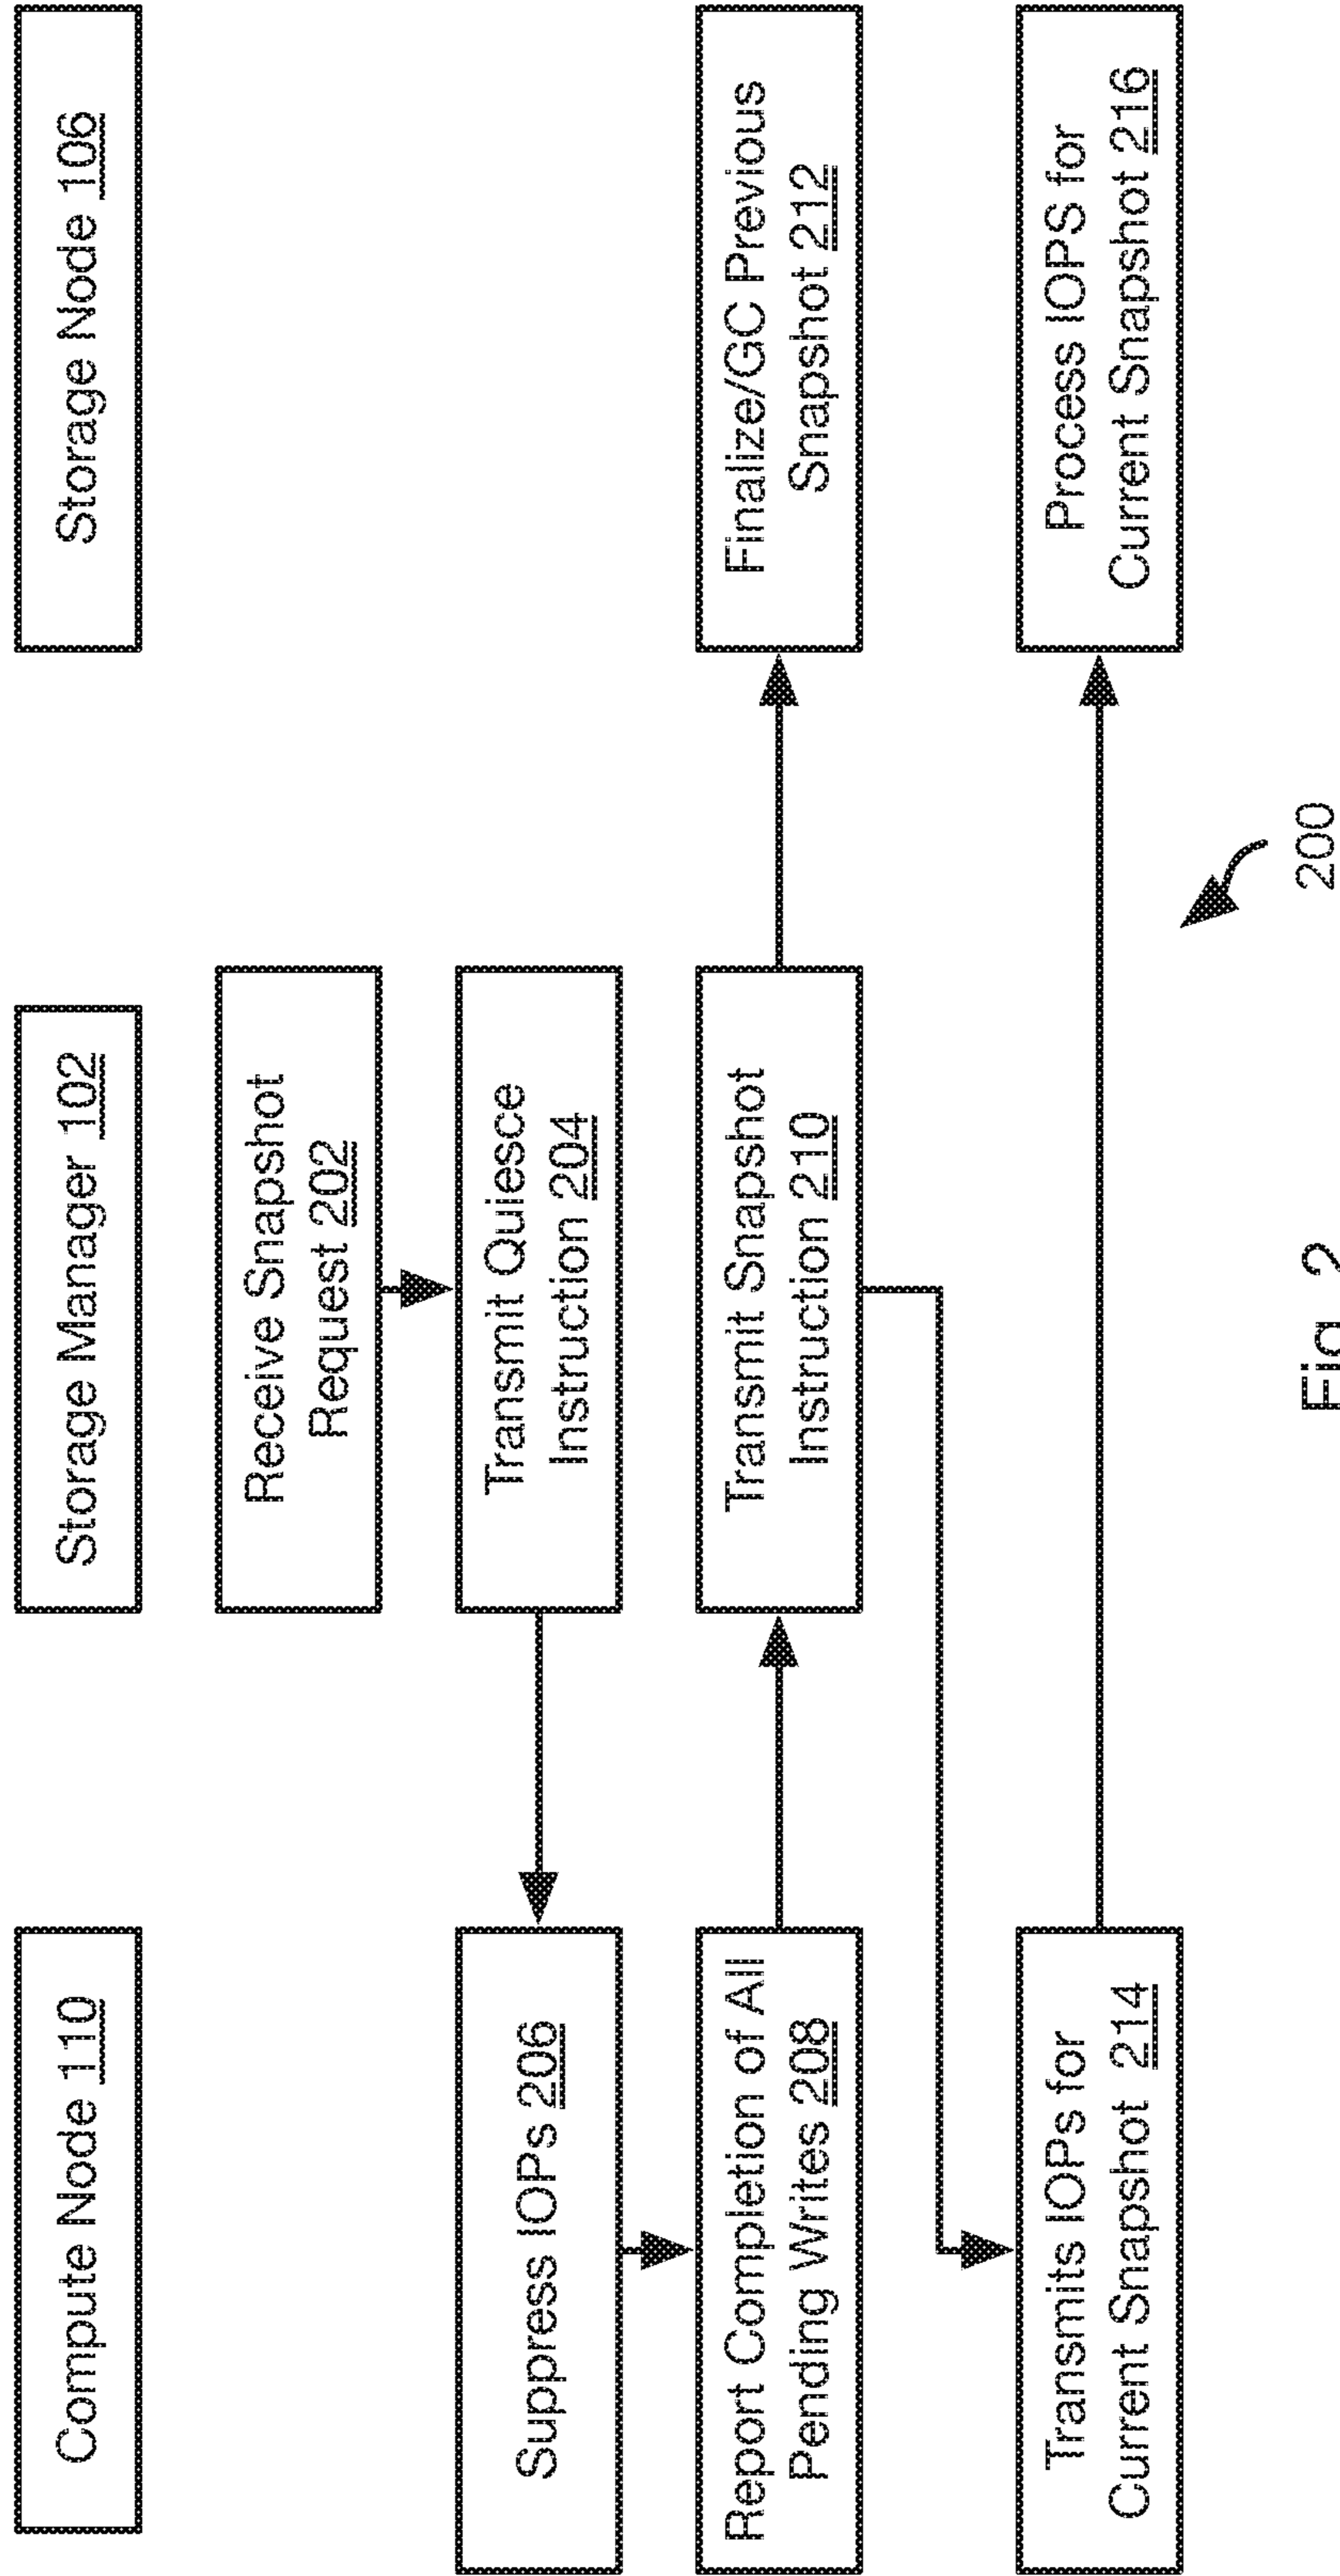 Compute Node 110
Storage Manager 102
Storage Node 106
Receive Snapshot
Request 202
Transmit Quiesce
Instruction 204
Suppress IOPs 206
Report Completion of All
Pending Writes 208
Transmit Snapshot
Instruction 210
Finalize/GC Previous
Snapshot 212
Transmits IOPs for
Current Snapshot 214
Process IOPS for
Current Snapshot 216
200
Fig. 2